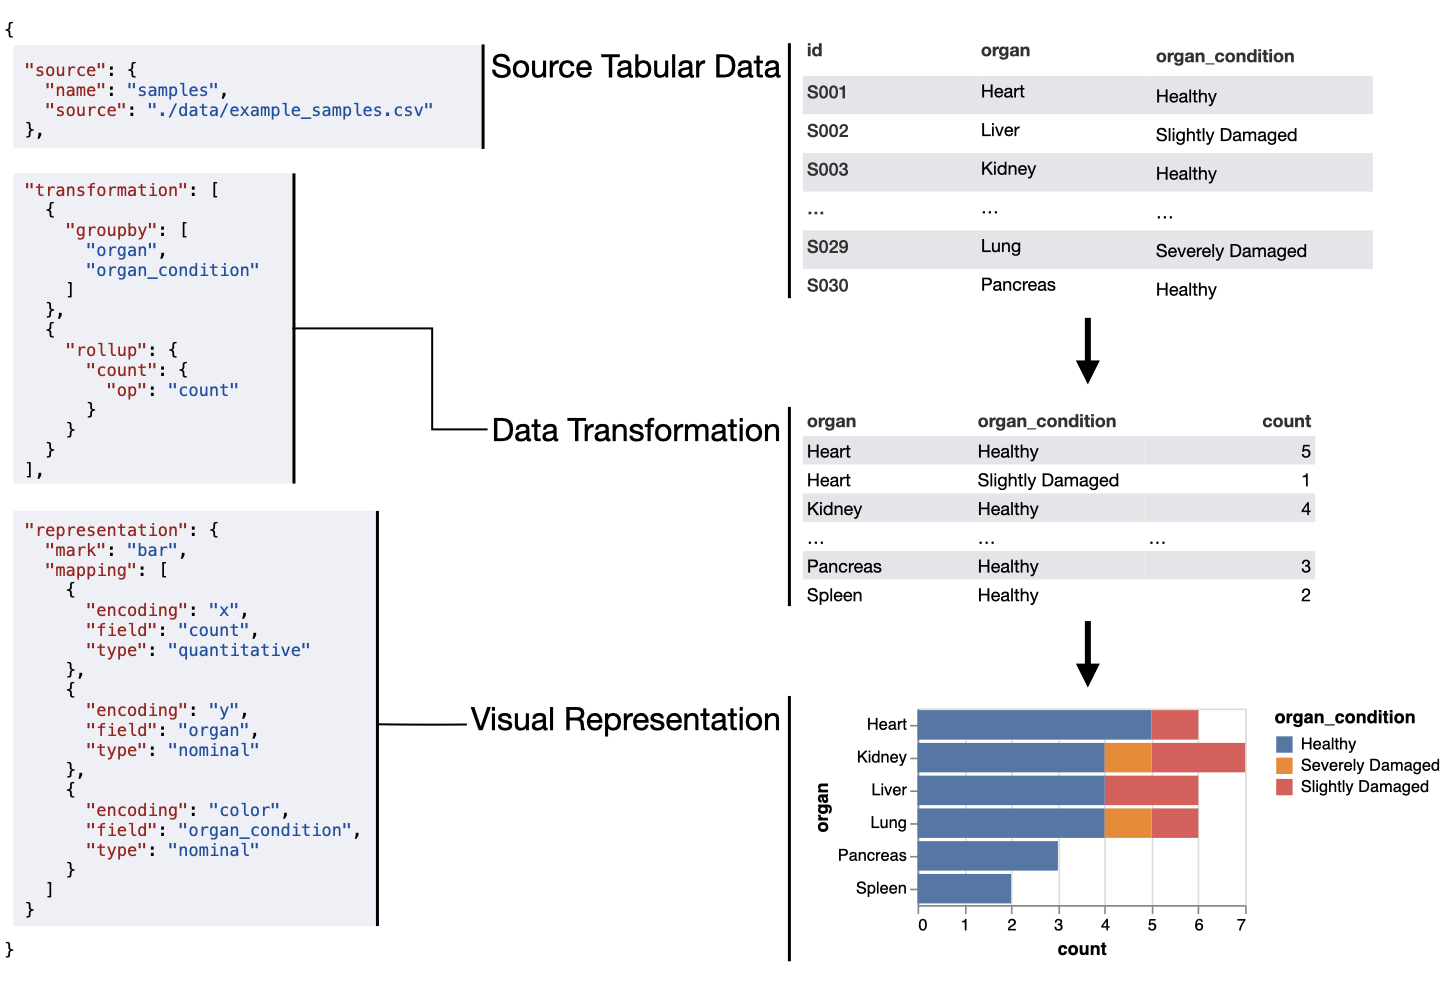 {
"source": {
"name": "samples",
"source": "./data/example_samples.csv"
},
"transformation": [
{
"groupby": [
"organ",
"organ_condition"
]
},
{
"rollup": {
"count": {
"op": "count"
}
}
}
],
"representation": {
"mark": "bar",
"mapping": [
{
"encoding": "x",
"field": "count",
"type": "quantitative"
},
{
"encoding": "y",
"field": "organ",
"type": "nominal"
},
{
"encoding": "color",
"field": "organ_condition",
"type": "nominal"
}
]
}
}
Source Tabular Data
id organ organ_condition
S001 Heart Healthy
S002 Liver Slightly Damaged
S003 Kidney Healthy
... ... ...
S029 Lung Severely Damaged
S030 Pancreas Healthy
Data Transformation
organ organ_condition count
Heart Healthy 5
Heart Slightly Damaged 1
Kidney Healthy 4
... ... ...
Pancreas Healthy 3
Spleen Healthy 2
Visual Representation
organ
Heart
Kidney
Liver
Lung
Pancreas
Spleen
0 1 2 3 4 5 6 7
count
organ_condition
Healthy
Severely Damaged
Slightly Damaged